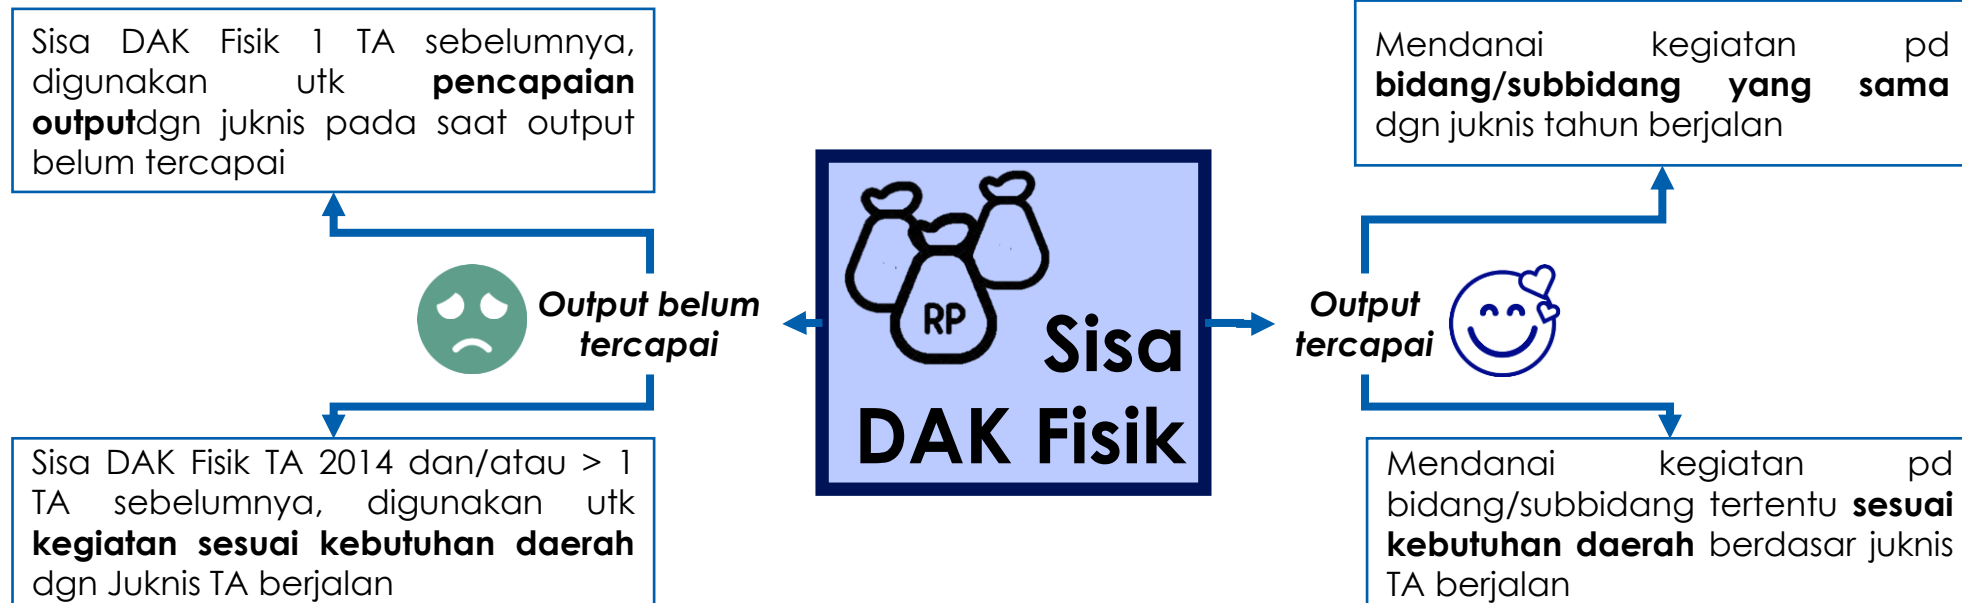 Sisa DAK Fisik 1 TA sebelumnya,
digunakan utk pencapaian
outputdgn juknis pada saat output
belum tercapai
Mendanai kegiatan pd
bidang/subbidang yang sama
dgn juknis tahun berjalan
Output belum
tercapai
RP
Sisa
DAK Fisik
Output
tercapai
Sisa DAK Fisik TA 2014 dan/atau > 1
TA sebelumnya, digunakan utk
kegiatan sesuai kebutuhan daerah
dgn Juknis TA berjalan
Mendanai kegiatan pd
bidang/subbidang tertentu sesuai
kebutuhan daerah berdasar juknis
TA berjalan